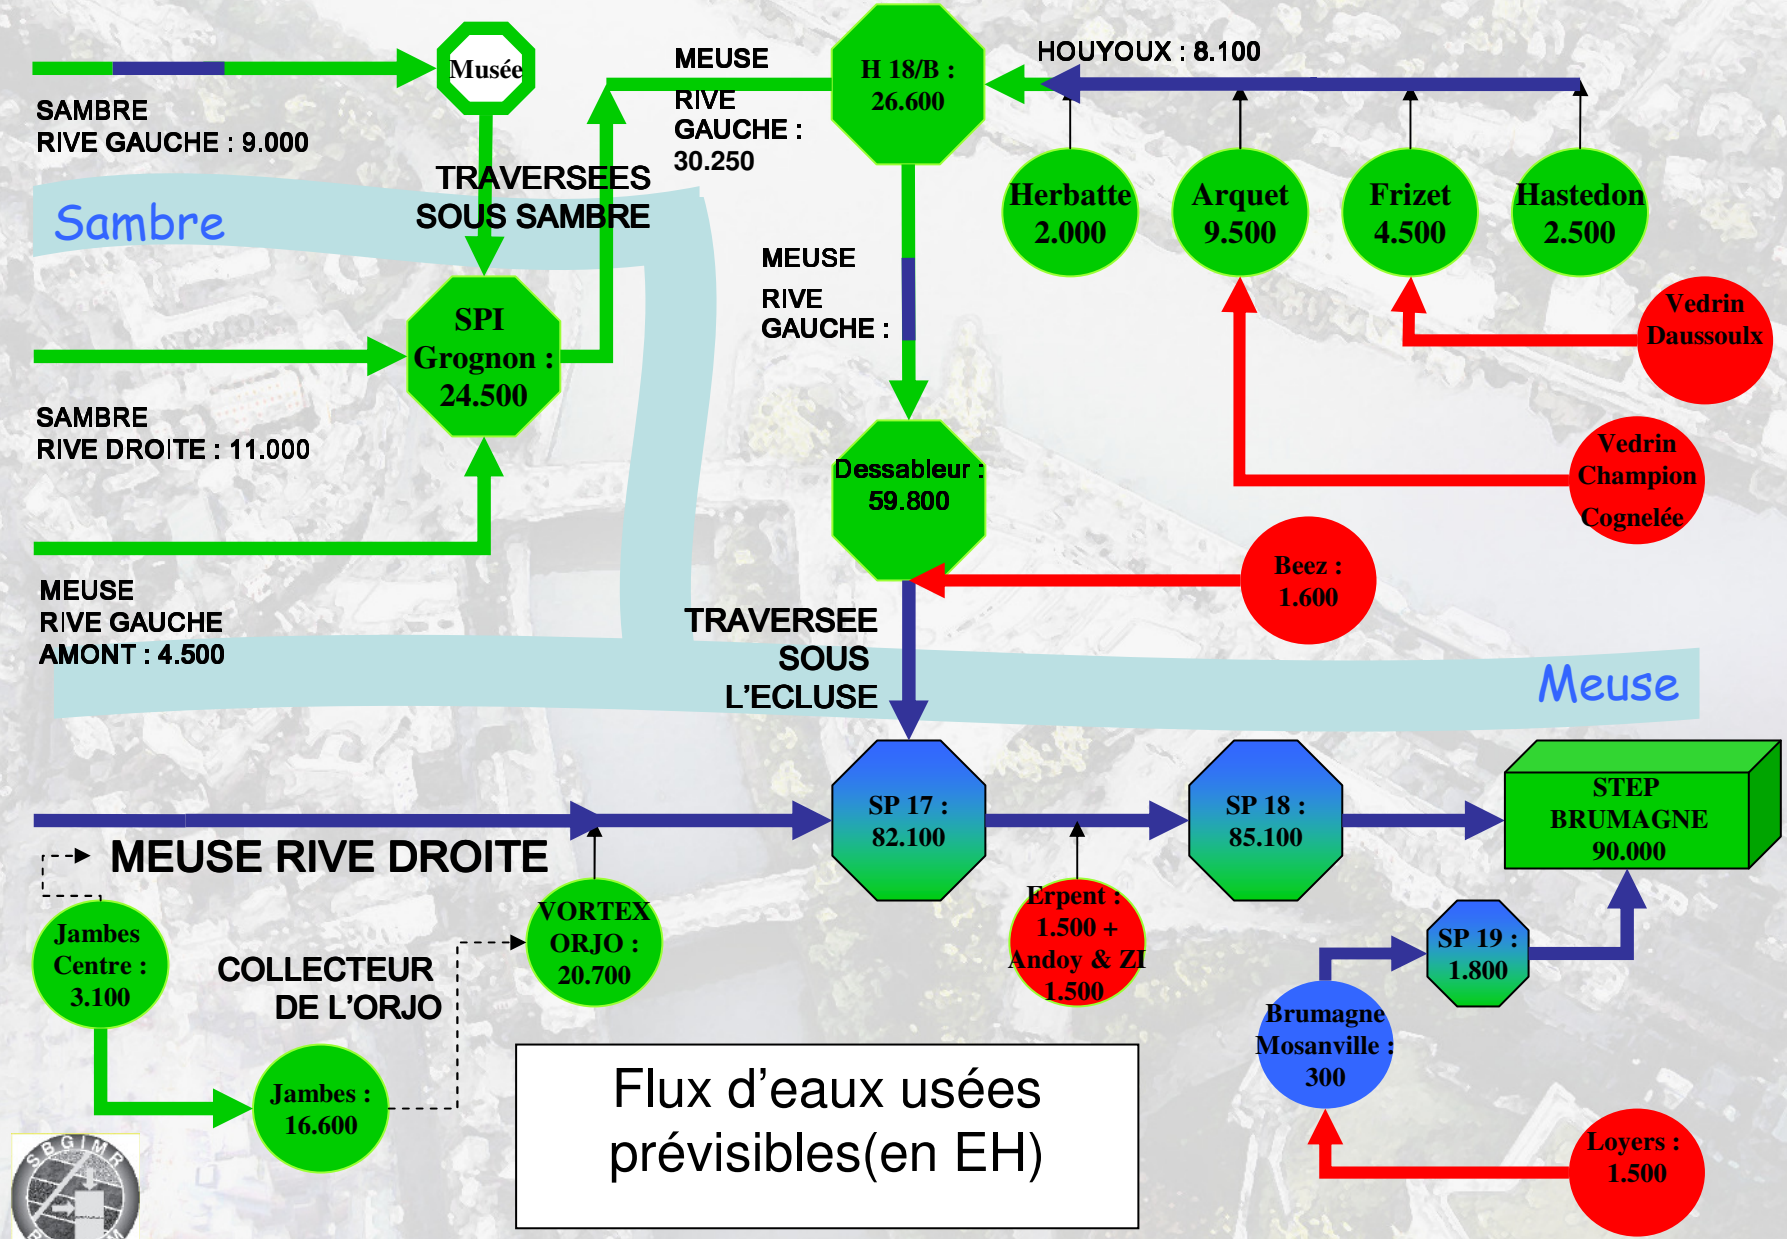 Musée
SAMBRE
RIVE GAUCHE : 9.000
MEUSE
RIVE
GAUCHE :
30.250
H 18/B :
26.600
HOUYOUX : 8.100
TRAVERSEES
SOUS SAMBRE
Sambre
Herbatte
2.000
Arquet
9.500
Frizet
4.500
Hastedon
2.500
MEUSE
RIVE
GAUCHE :
SPI
Grognon :
24.500
Vedrin
Daussoulx
SAMBRE
RIVE DROITE : 11.000
Vedrin
Champion
Cognelée
Dessableur :
59.800
MEUSE
RIVE GAUCHE
AMONT : 4.500
Beez :
1.600
TRAVERSEE
SOUS
L'ECLUSE
Meuse
SP 17 :
82.100
SP 18 :
85.100
STEP
BRUMAGNE
90.000
MEUSE RIVE DROITE
Jambes
Centre :
3.100
COLLECTEUR
DE L'ORJO
VORTEX
ORJO :
20.700
Erpent :
1.500 +
Andoy & ZI
1.500
SP 19 :
1.800
Brumagne
Mosanville :
300
Jambes :
16.600
Flux d'eaux usées
prévisibles(en EH)
Loyers :
1.500
SBGIMR